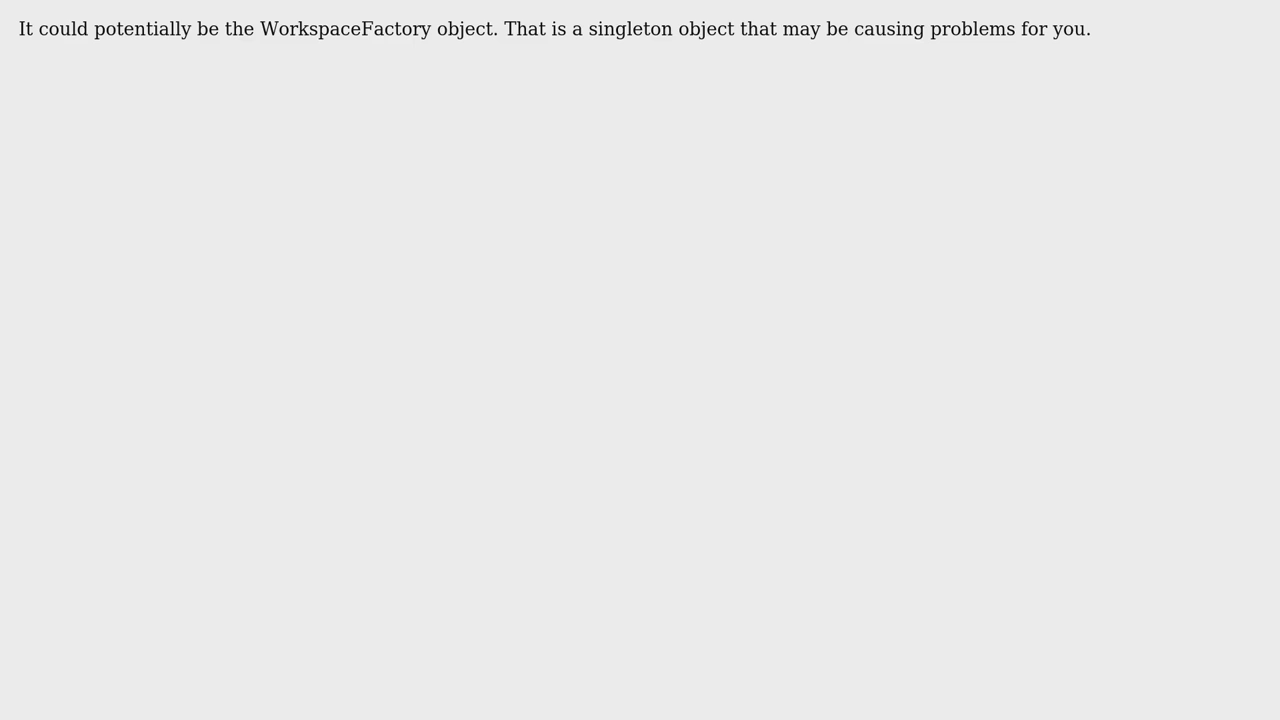 It could potentially be the WorkspaceFactory object. That is a singleton object that may be causing problems for you.